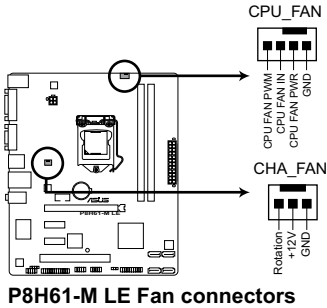 CPU_FAN
CPU FAN PWM
CPU FAN IN
CPU FAN PWR
GND
CHA_FAN
Rotation
+12V
GND
ASUS
P8H61-M LE
P8H61-M LE Fan connectors